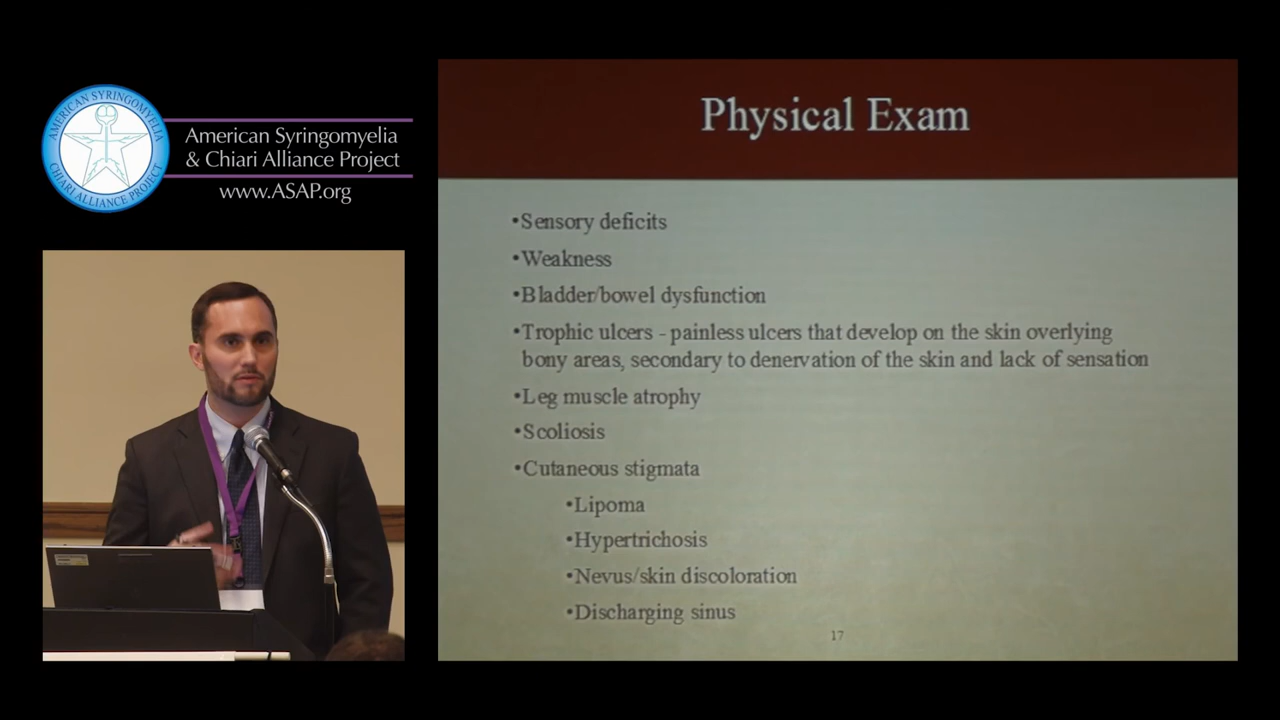 AMERICAN SYRINGOMYELIA
CHIARI ALLIANCE PROJECT
American Syringomyelia
& Chiari Alliance Project
www.ASAP.org
Physical Exam
•Sensory deficits
•Weakness
•Bladder/bowel dysfunction
•Trophic ulcers - painless ulcers that develop on the skin overlying
bony areas, secondary to denervation of the skin and lack of sensation
•Leg muscle atrophy
•Scoliosis
•Cutaneous stigmata
•Lipoma
•Hypertrichosis
•Nevus/skin discoloration
•Discharging sinus
17